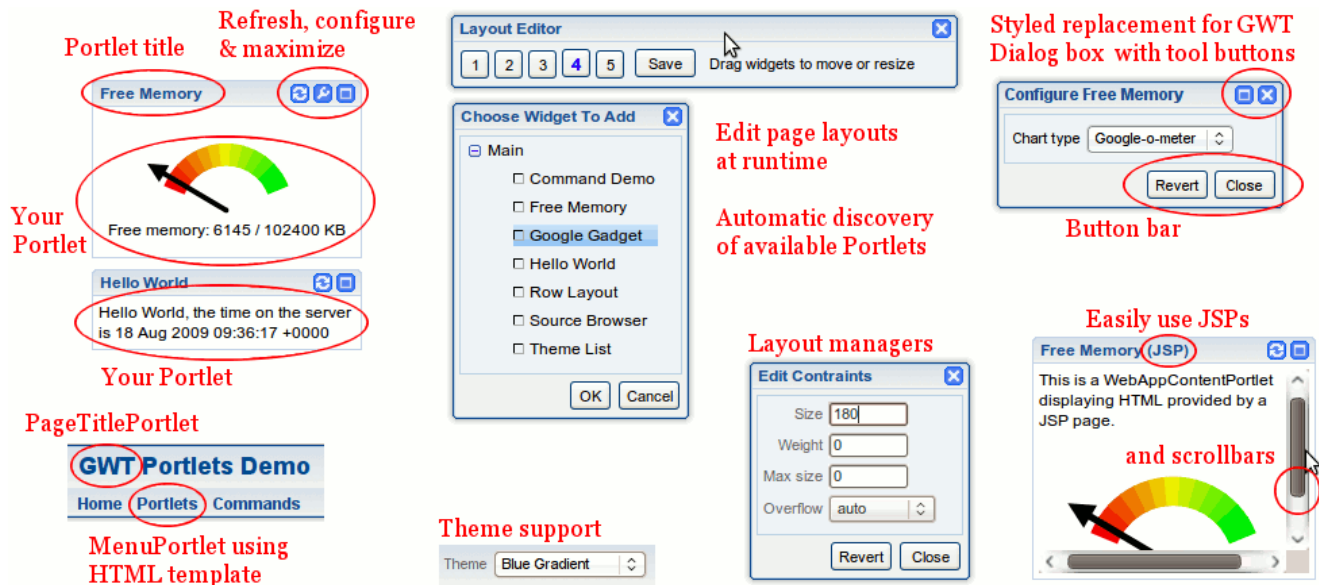 Portlet title
Refresh, configure
& maximize
Free Memory
Free memory: 6145 / 102400 KB
Your
Portlet
Hello World
Hello World, the time on the server
is 18 Aug 2009 09:36:17 +0000
Your Portlet
PageTitlePortlet
GWT Portlets Demo
Home Portlets Commands
MenuPortlet using
HTML template
Layout Editor
1 2 3 4 5 Save Drag widgets to move or resize
Choose Widget To Add
Main
Command Demo
Free Memory
Google Gadget
Hello World
Row Layout
Source Browser
Theme List
OK Cancel
Edit page layouts
at runtime
Automatic discovery
of available Portlets
Theme support
Theme Blue Gradient
Layout managers
Edit Contraints
Size 180
Weight 0
Max size 0
Overflow auto
Revert Close
Styled replacement for GWT
Dialog box with tool buttons
Configure Free Memory
Chart type Google-o-meter
Revert Close
Button bar
Easily use JSPs
Free Memory (JSP)
This is a WebAppContentPortlet
displaying HTML provided by a
JSP page.
and scrollbars